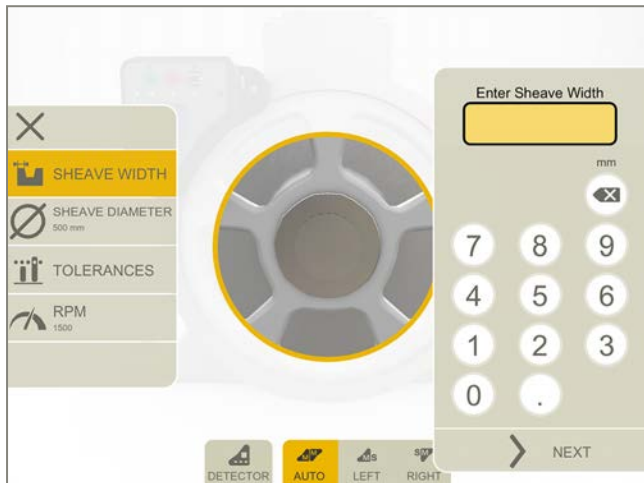 SHEAVE WIDTH
SHEAVE DIAMETER
500 mm
TOLERANCES
RPM
1500
Enter Sheave Width
mm
7 8 9
4 5 6
1 2 3
0 .
NEXT
DETECTOR
AUTO
LEFT
RIGHT